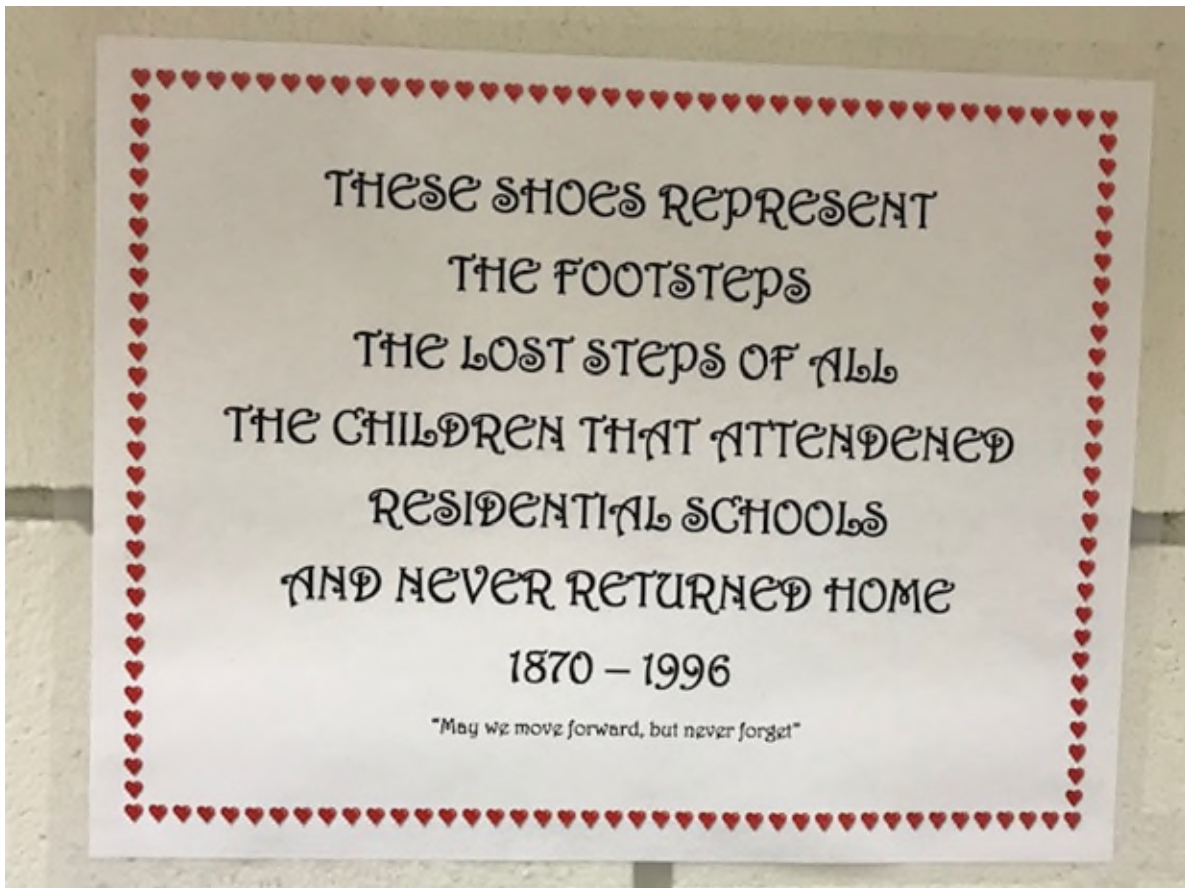 THESE SHOES REPRESENT
THE FOOTSTEPS
THE LOST STEPS OF ALL
THE CHILDREN THAT ATTENDENED
RESIDENTIAL SCHOOLS
AND NEVER RETURNED HOME
1870 – 1996
"May we move forward, but never forget"